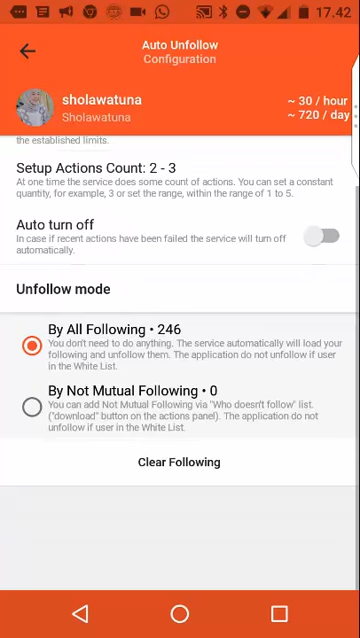 17.42
Auto Unfollow
Configuration
sholawatuna
Sholawatuna
~ 30 / hour
~ 720 / day
the established limits.
Setup Actions Count: 2 - 3
At one time the service does some count of actions. You can set a constant
quantity, for example, 3 or set the range, within the range of 1 to 5.
Auto turn off
In case if recent actions have been failed the service will turn off
automatically.
Unfollow mode
By All Following • 246
You don't need to do anything. The service automatically will load your
following and unfollow them. The application do not unfollow if user
in the White List.
By Not Mutual Following • 0
You can add Not Mutual Following via "Who doesn't follow" list.
("download" button on the actions panel). The application do not
unfollow if user in the White List.
Clear Following